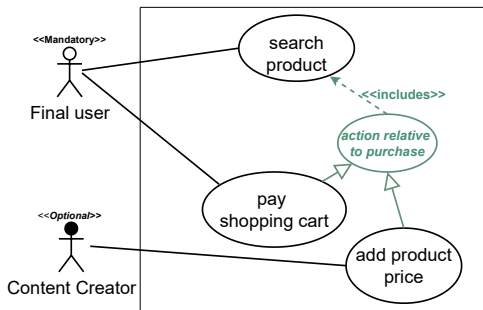 <<Mandatory>>
Final user
search
product
<<includes>>
action relative
to purchase
pay
shopping cart
<<Optional>>
Content Creator
add product
price